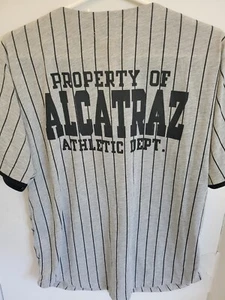 PROPERTY OF
ALCATRAZ
ATHLETIC DEPT.